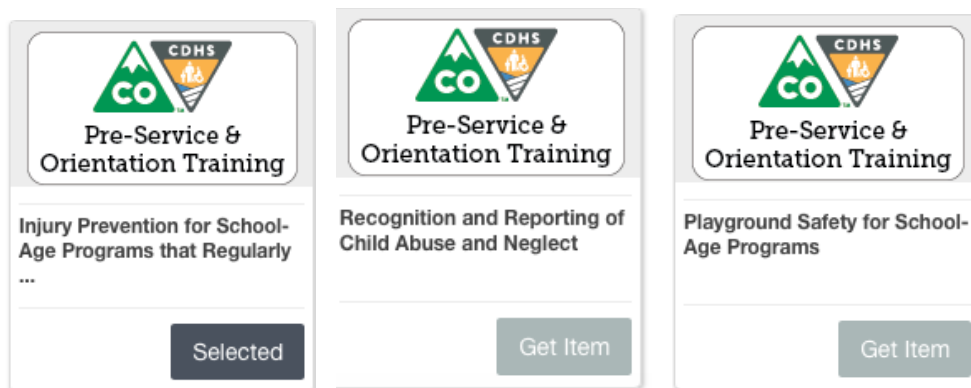 CDHS
CO
Pre-Service &
Orientation Training
Injury Prevention for School-
Age Programs that Regularly
...
Selected
CDHS
CO
Pre-Service &
Orientation Training
Recognition and Reporting of
Child Abuse and Neglect
Get Item
CDHS
CO
Pre-Service &
Orientation Training
Playground Safety for School-
Age Programs
Get Item